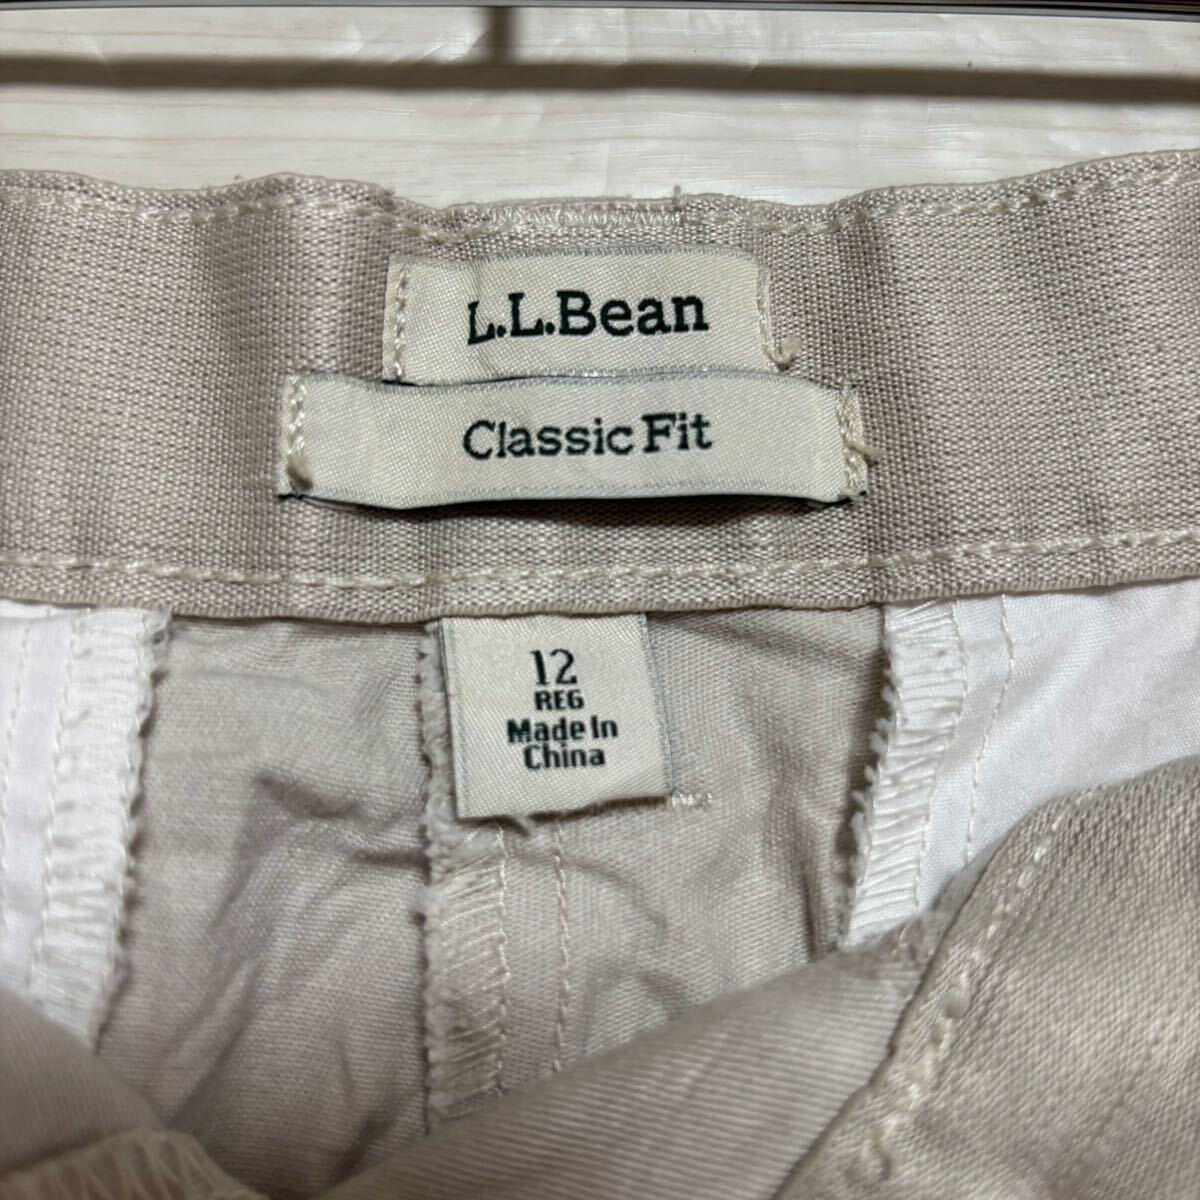 L.L.Bean
Classic Fit
12
REG
Made In
China